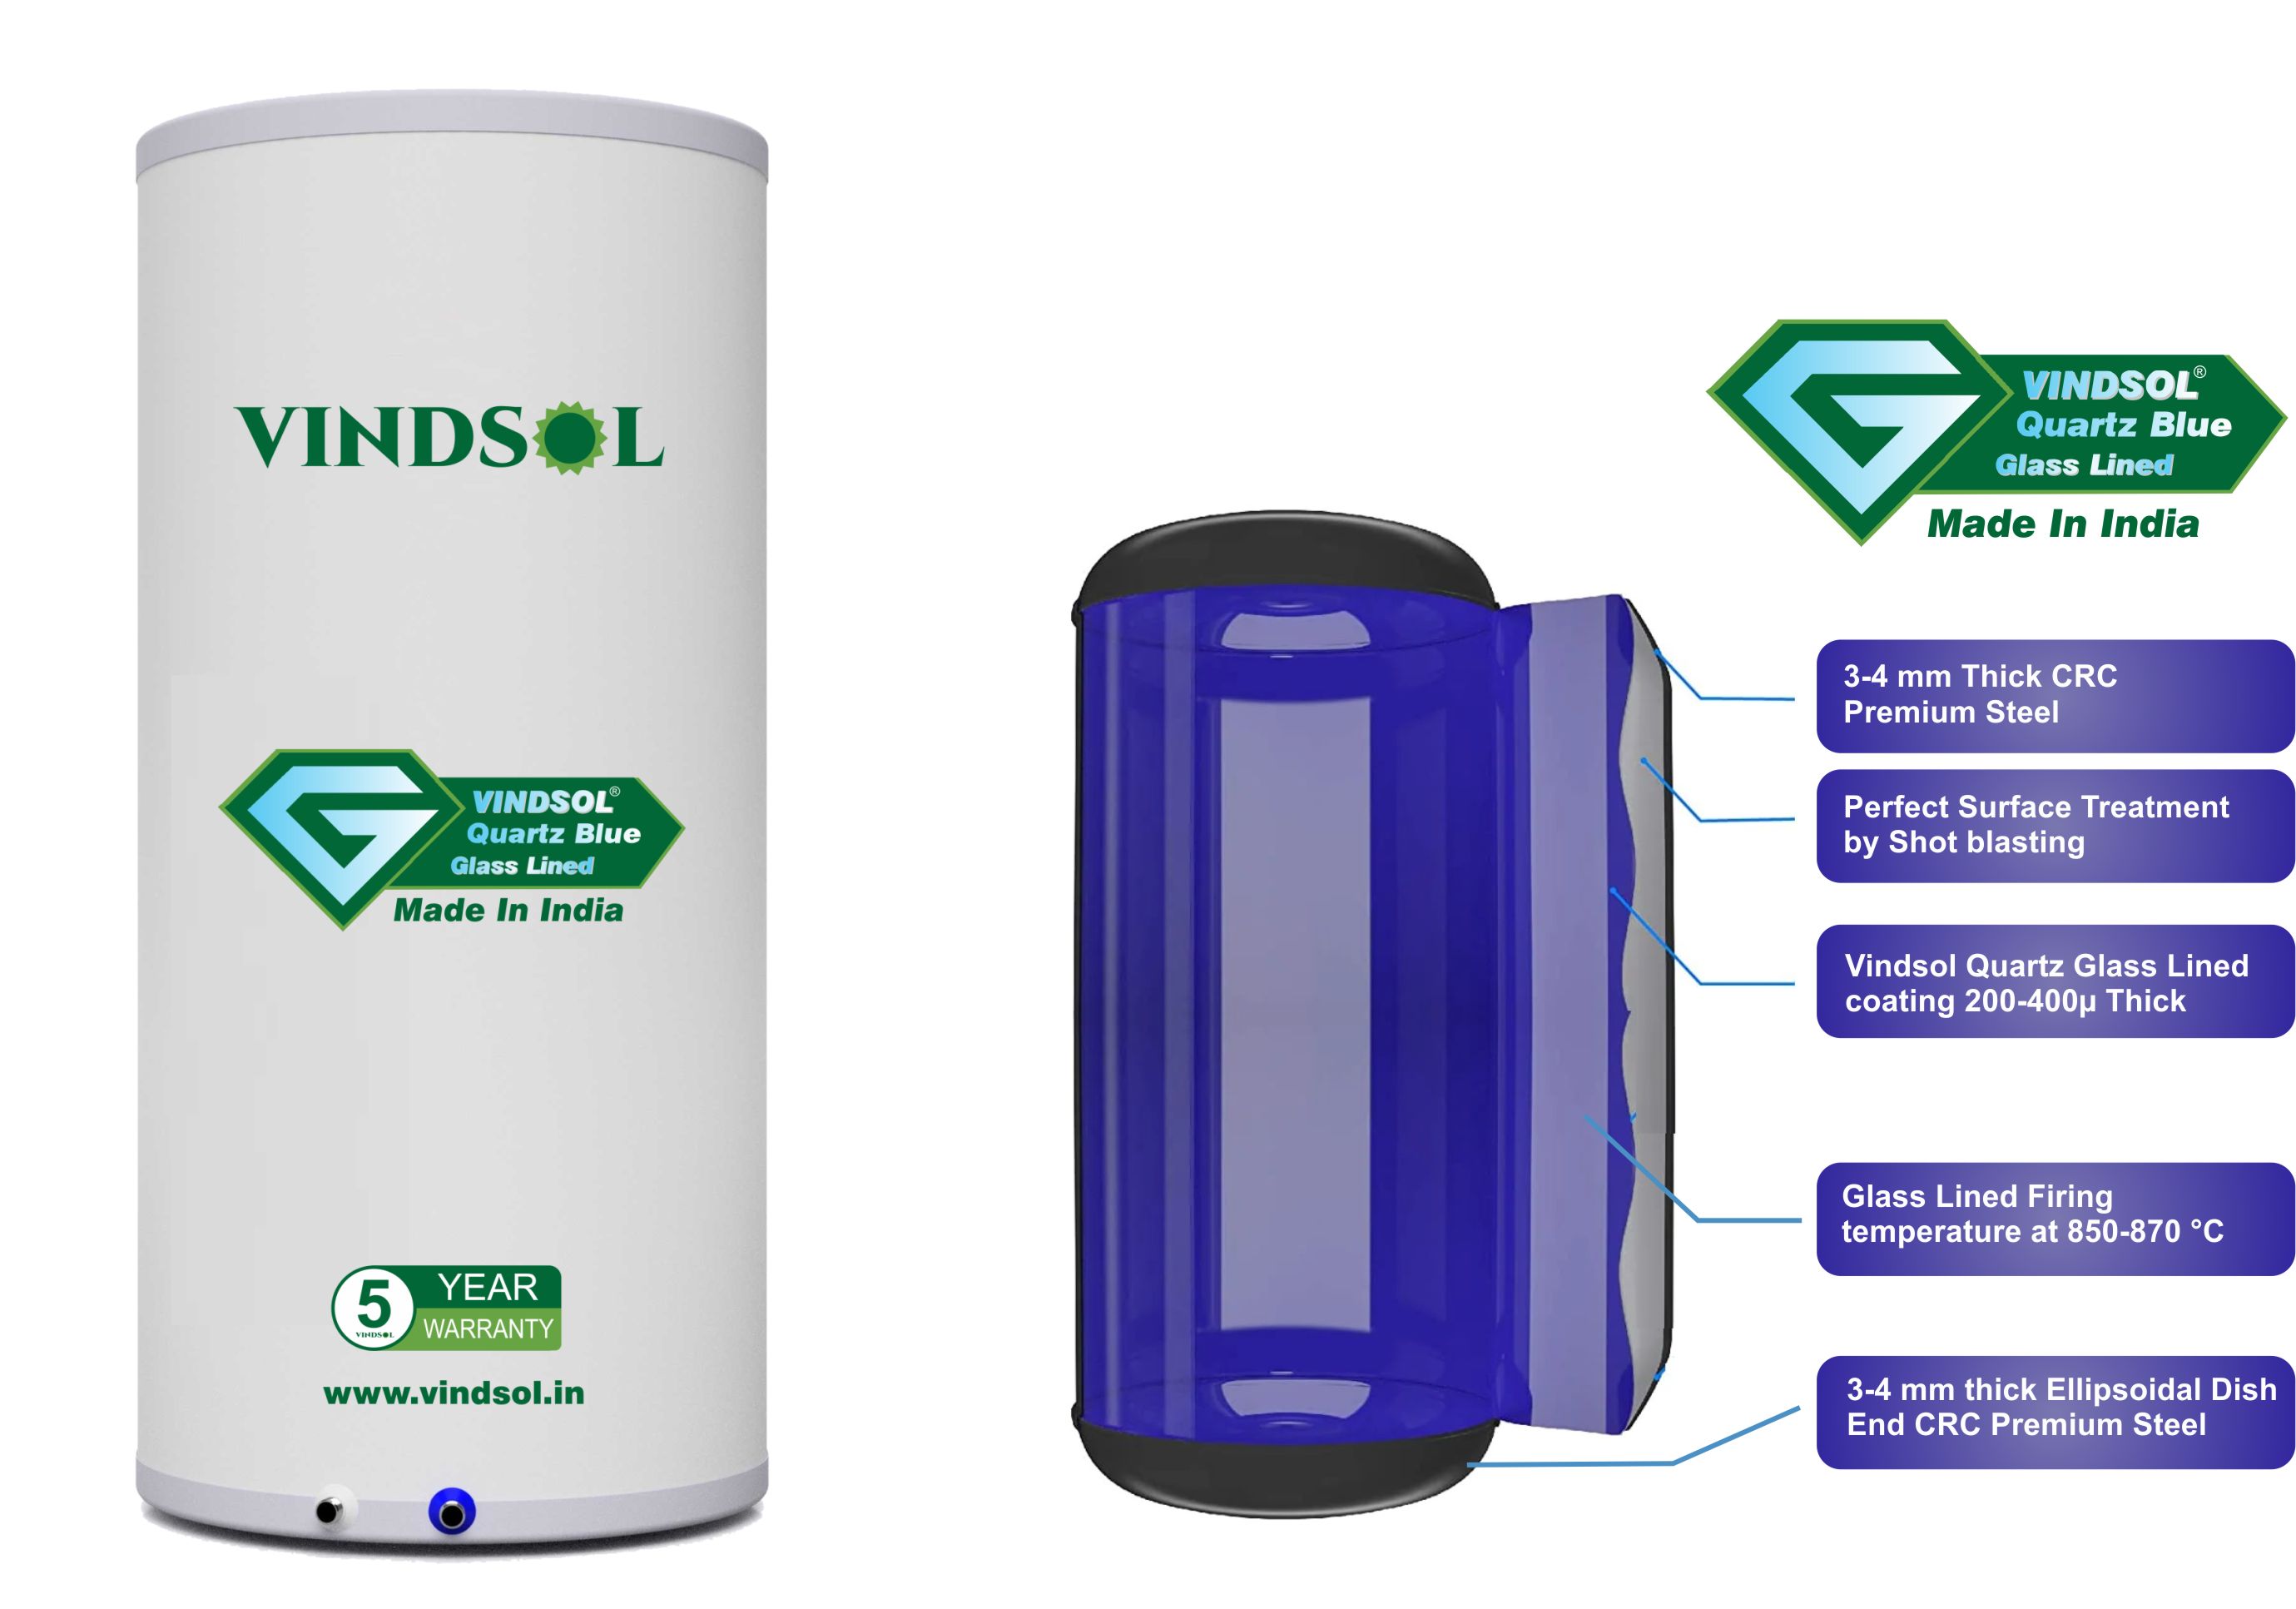 VINDSOL
VINDSOL®
Quartz Blue
Glass Lined
Made In India
5
VINDSOL
YEAR
WARRANTY
www.vindsol.in
VINDSOL®
Quartz Blue
Glass Lined
Made In India
3-4 mm Thick CRC
Premium Steel
Perfect Surface Treatment
by Shot blasting
Vindsol Quartz Glass Lined
coating 200-400µ Thick
Glass Lined Firing
temperature at 850-870 °C
3-4 mm thick Ellipsoidal Dish
End CRC Premium Steel